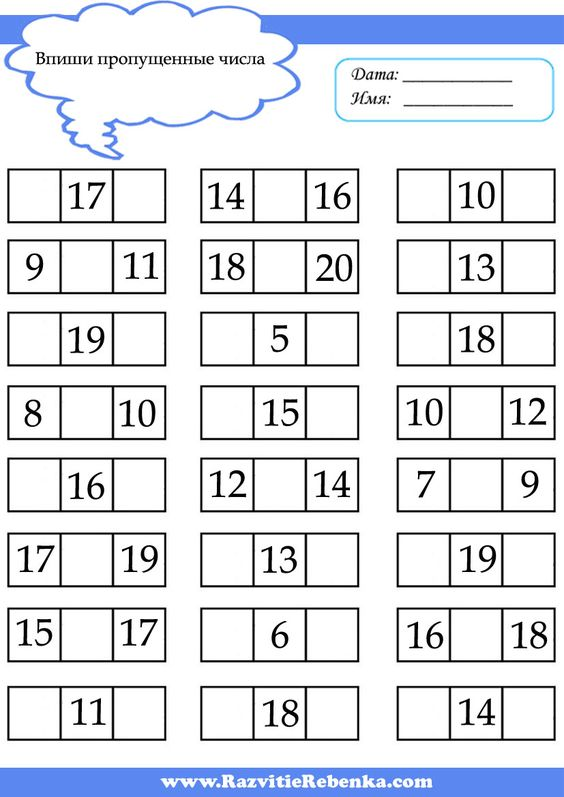 Впиши пропущенные числа
Дата: ____________
Имя: ____________
17 14 16 10
9 11 18 20 13
19 5 18
8 10 15 10 12
16 12 14 7 9
17 19 13 19
15 17 6 16 18
11 18 14
www.RazvitieRebenka.com